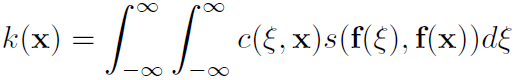 k(𝐱) = ∫_{-∞}^{∞} ∫_{-∞}^{∞} c(ξ, 𝐱)s(𝐟(ξ), 𝐟(𝐱))dξ